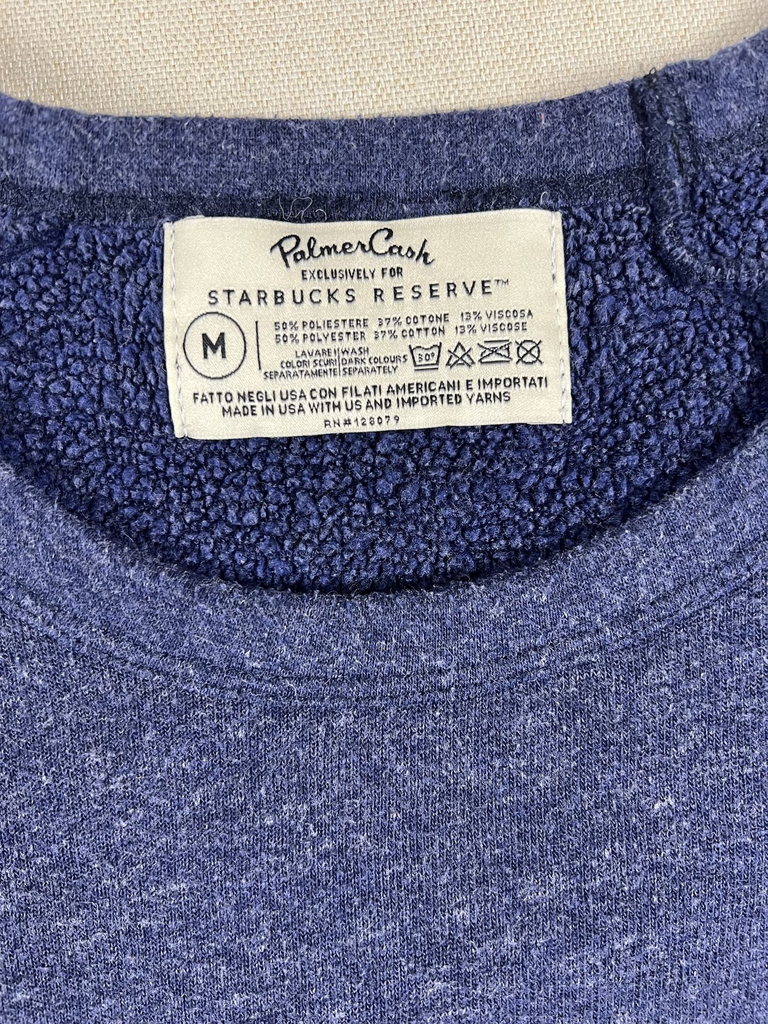 PalmerCash
EXCLUSIVELY FOR
STARBUCKS RESERVE™
M
50% POLIESTERE 37% COTONE 13% VISCOSA
50% POLYESTER 37% COTTON 13% VISCOSE
LAVARE I WASH
COLORI SCURI DARK COLOURS
SEPARATAMENTE SEPARATELY
30°
FATTO NEGLI USA CON FILATI AMERICANI E IMPORTATI
MADE IN USA WITH US AND IMPORTED YARNS
RN#128079